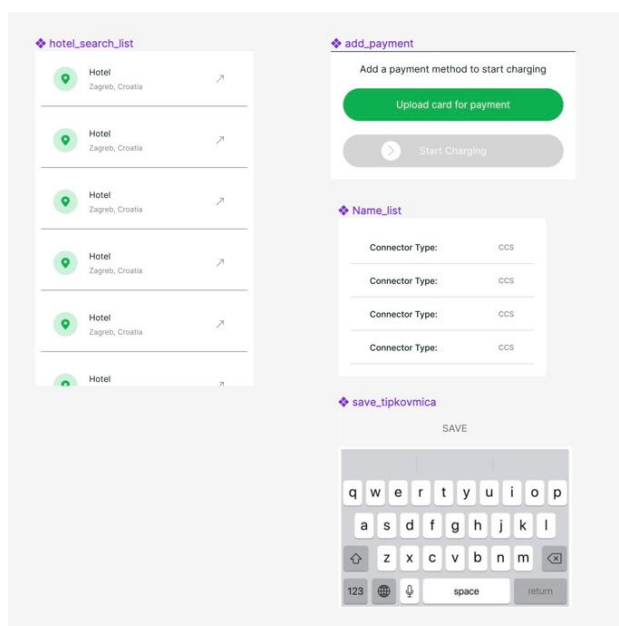 hotel_search_list
Hotel
Zagreb, Croatia
Hotel
Zagreb, Croatia
Hotel
Zagreb, Croatia
Hotel
Zagreb, Croatia
Hotel
Zagreb, Croatia
Hotel
add_payment
Add a payment method to start charging
Upload card for payment
Start Charging
Name_list
Connector Type: CCS
Connector Type: CCS
Connector Type: CCS
Connector Type: CCS
save_tipkovmica
SAVE
q w e r t y u i o p
a s d f g h j k l
z x c v b n m
123 space return